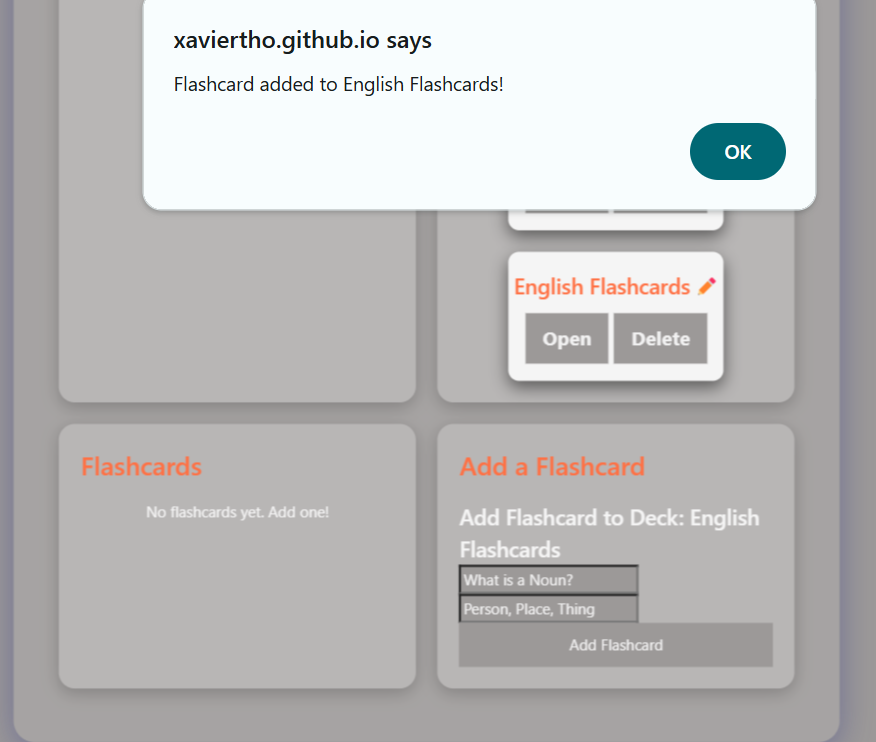 xaviertho.github.io says
Flashcard added to English Flashcards!
OK
English Flashcards
Open
Delete
Flashcards
No flashcards yet. Add one!
Add a Flashcard
Add Flashcard to Deck: English
Flashcards
What is a Noun?
Person, Place, Thing
Add Flashcard